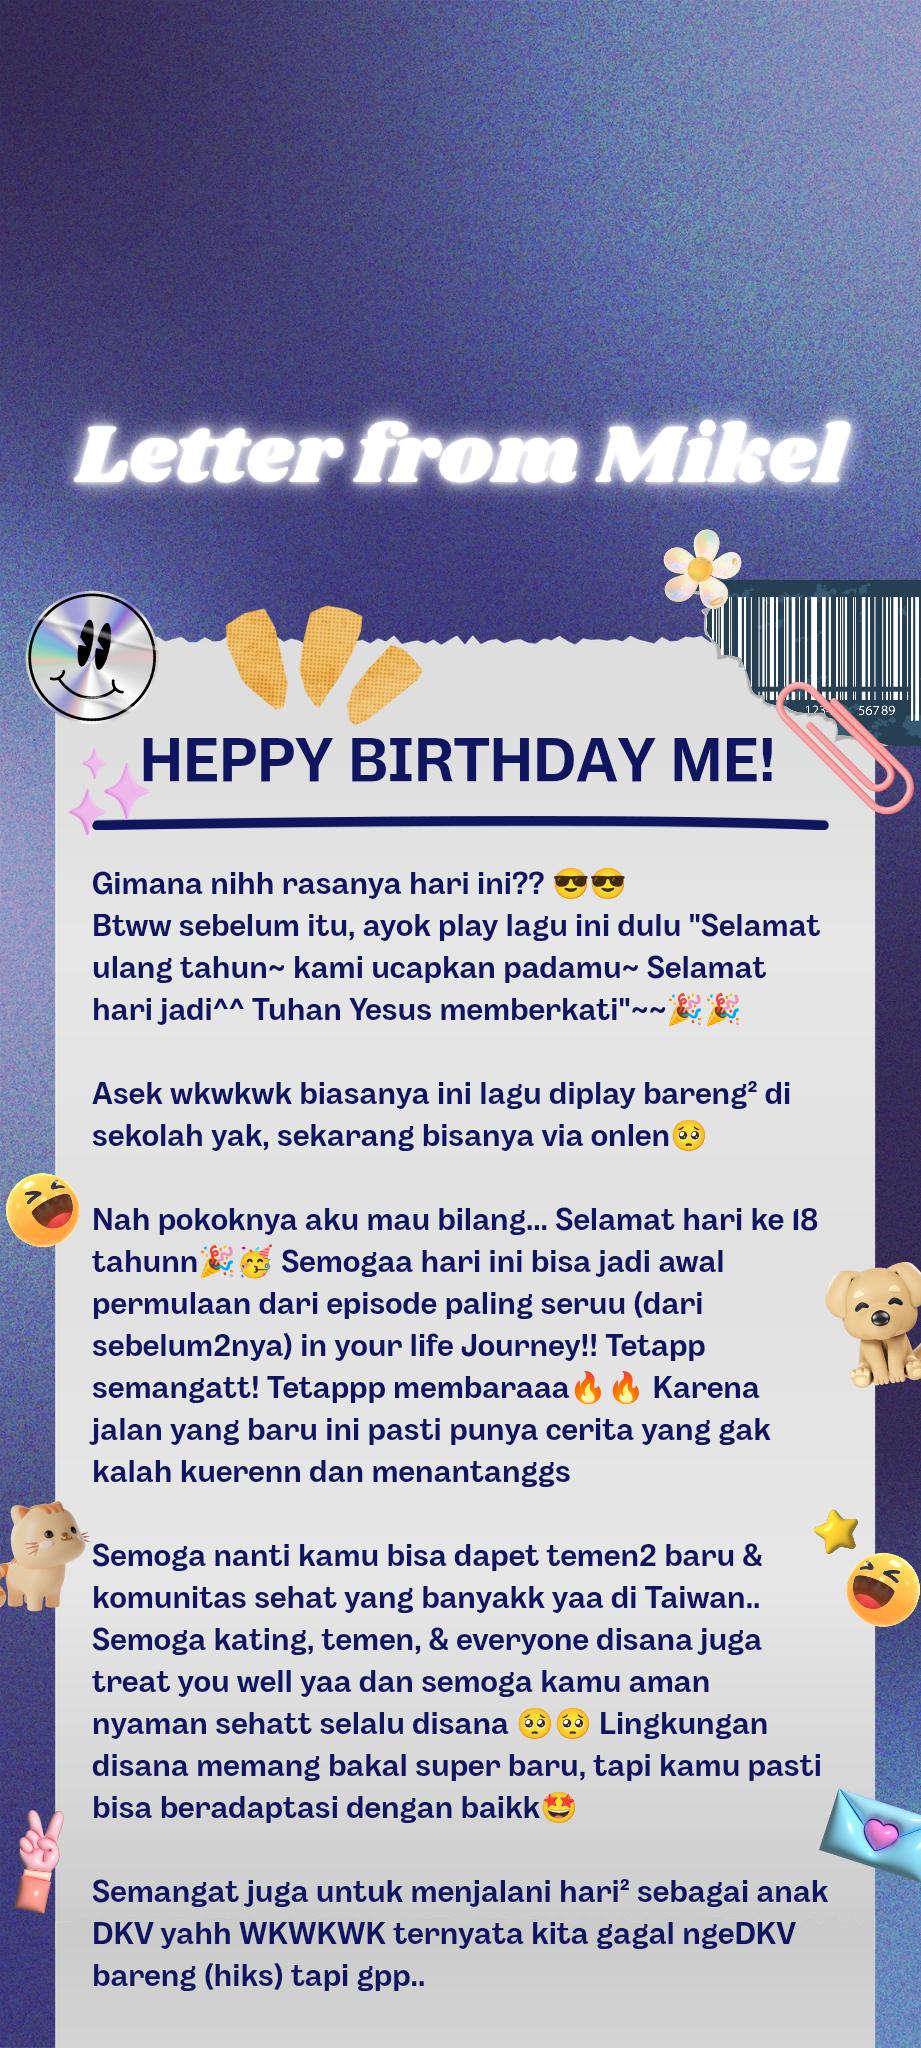 Letter from Mikel
56789
HEPPY BIRTHDAY ME!
Gimana nihh rasanya hari ini?? 😎😎
Btww sebelum itu, ayok play lagu ini dulu "Selamat
ulang tahun~ kami ucapkan padamu~ Selamat
hari jadi^^ Tuhan Yesus memberkati"~~🎉🎉
Asek wkwkwk biasanya ini lagu diplay bareng² di
sekolah yak, sekarang bisanya via onlen🥺
Nah pokoknya aku mau bilang... Selamat hari ke 18
tahunn🎉🥳 Semogaa hari ini bisa jadi awal
permulaan dari episode paling seruu (dari
sebelum2nya) in your life Journey!! Tetapp
semangatt! Tetappp membaraaa🔥🔥 Karena
jalan yang baru ini pasti punya cerita yang gak
kalah kuerenn dan menantanggs
Semoga nanti kamu bisa dapet temen2 baru &
komunitas sehat yang banyakk yaa di Taiwan..
Semoga kating, temen, & everyone disana juga
treat you well yaa dan semoga kamu aman
nyaman sehatt selalu disana 🥺🥺 Lingkungan
disana memang bakal super baru, tapi kamu pasti
bisa beradaptasi dengan baikk🤩
Semangat juga untuk menjalani hari² sebagai anak
DKV yahh WKWKWK ternyata kita gagal ngeDKV
bareng (hiks) tapi gpp..